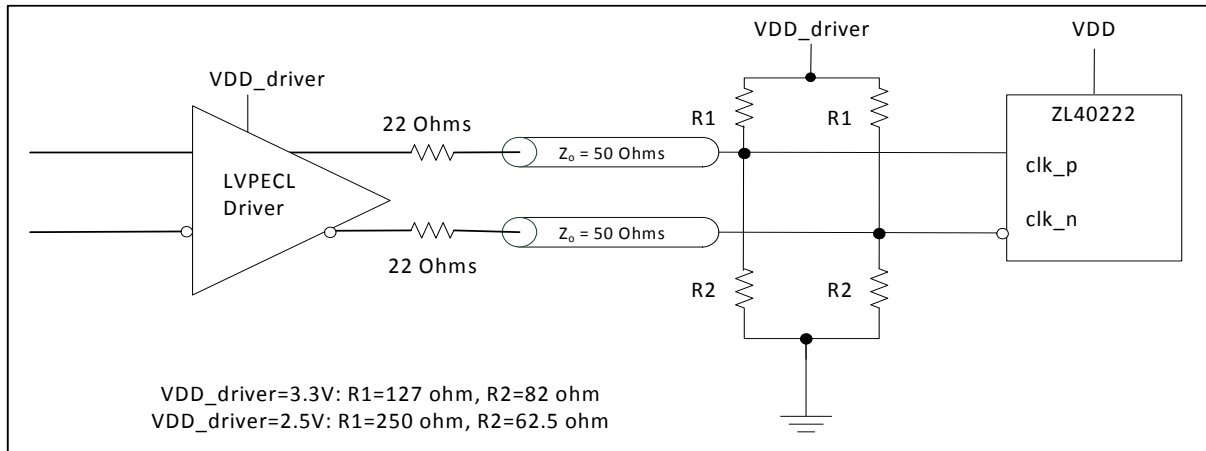 VDD_driver
VDD
VDD_driver
22 Ohms
R1
R1
ZL40222
Zo = 50 Ohms
clk_p
LVPECL
Driver
clk_n
Zo = 50 Ohms
22 Ohms
R2
R2
VDD_driver=3.3V: R1=127 ohm, R2=82 ohm
VDD_driver=2.5V: R1=250 ohm, R2=62.5 ohm